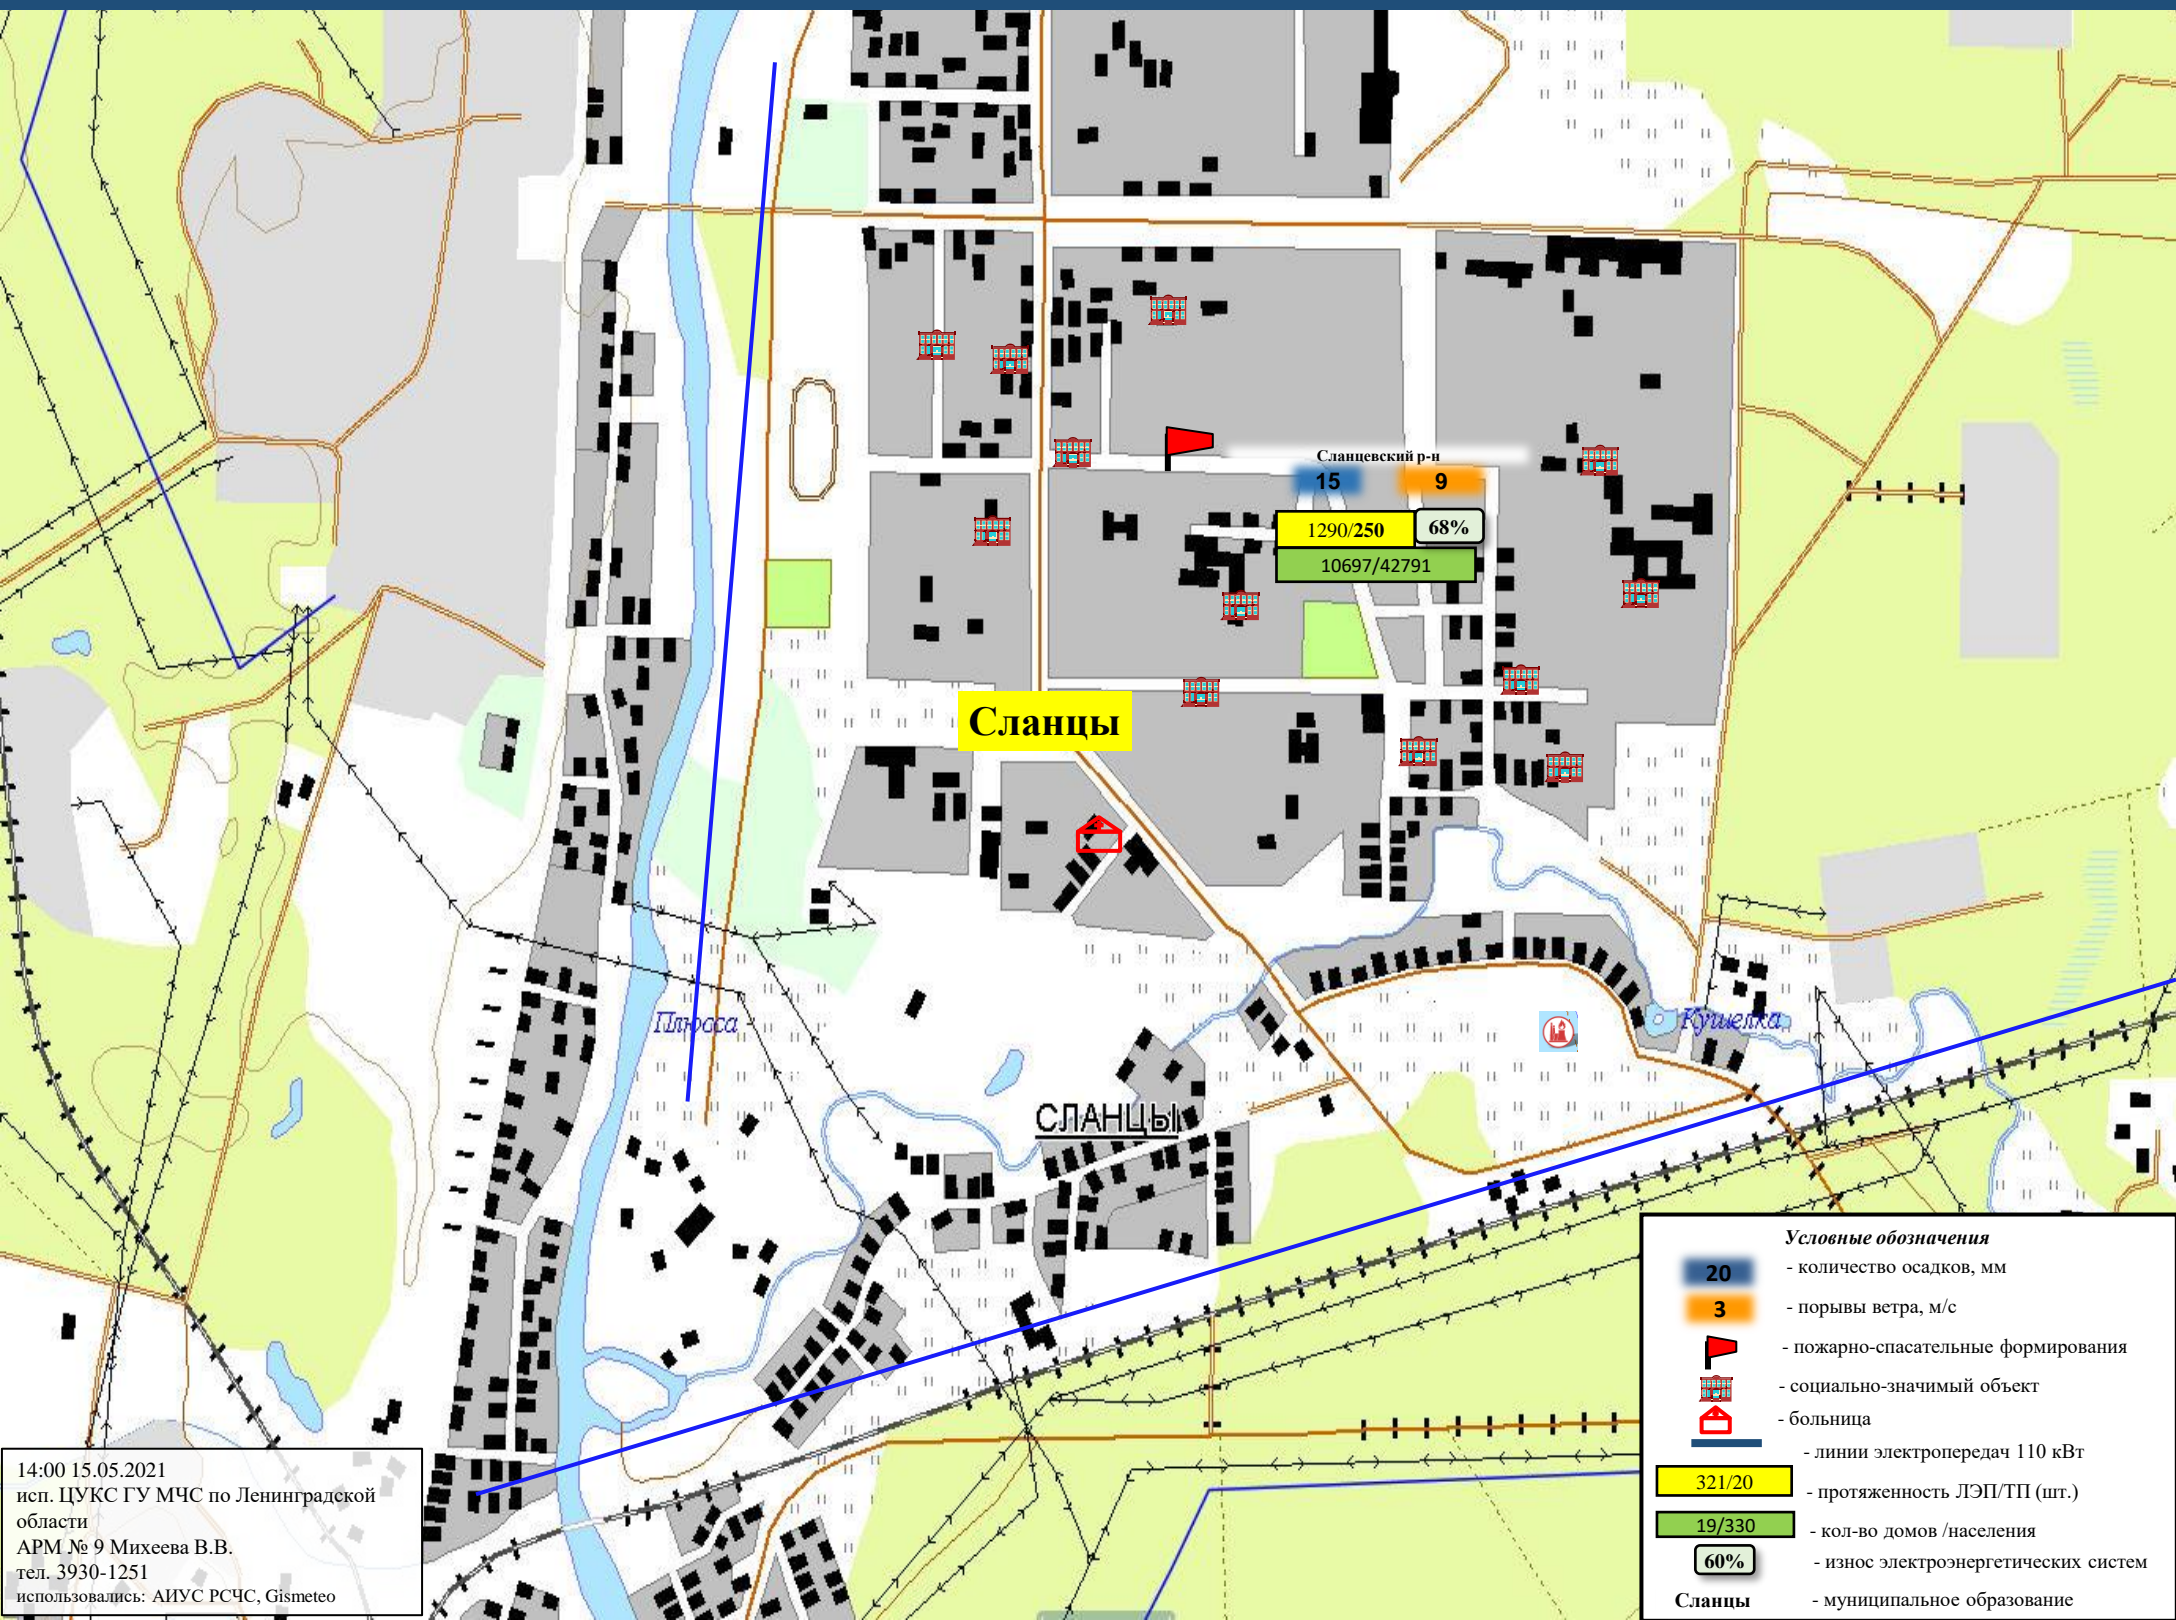 Сланцевский р-н
15
9
1290/250
68%
10697/42791
Сланцы
Плюсса
Кушелка
СЛАНЦЫ
Условные обозначения
20 - количество осадков, мм
3 - порывы ветра, м/с
- пожарно-спасательные формирования
- социально-значимый объект
- больница
- линии электропередач 110 кВт
321/20 - протяженность ЛЭП/ТП (шт.)
19/330 - кол-во домов /населения
60% - износ электроэнергетических систем
Сланцы - муниципальное образование
14:00 15.05.2021
исп. ЦУКС ГУ МЧС по Ленинградской
области
АРМ № 9 Михеева В.В.
тел. 3930-1251
использовались: АИУС РСЧС, Gismeteo